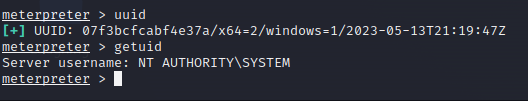 meterpreter > uuid
[+] UUID: 07f3bcfcabf4e37a/x64=2/windows=1/2023-05-13T21:19:47Z
meterpreter > getuid
Server username: NT AUTHORITY\SYSTEM
meterpreter >